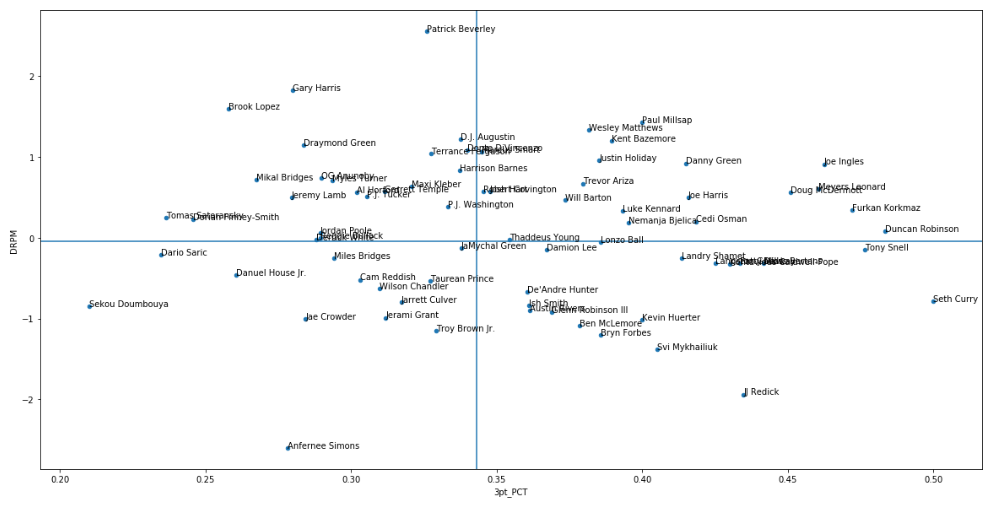 Patrick Beverley
2
Gary Harris
Brook Lopez
Paul Millsap
Wesley Matthews
D.J. Augustin
Kent Bazemore
Draymond Green
1
Justin Holiday
Danny Green
Joe Ingles
Harrison Barnes
Mikal Bridges
Myles Turner
Trevor Ariza
Maxi Kleber
Meyers Leonard
Doug McDermott
Jeremy Lamb
Al Horford
Garrett Temple
P.J. Tucker
Will Barton
Joe Harris
P.J. Washington
Luke Kennard
Furkan Korkmaz
Tomas Satoransky
Nemanja Bjelica
Cedi Osman
Jordan Poole
Duncan Robinson
DRPM
0
Thaddeus Young
Lonzo Ball
JaMychal Green
Damion Lee
Tony Snell
Dario Saric
Miles Bridges
Landry Shamet
Danuel House Jr.
Cam Reddish
Taurean Prince
Wilson Chandler
De'Andre Hunter
Sekou Doumbouya
Jarrett Culver
Ish Smith
Seth Curry
Austin Rivers
Glenn Robinson III
-1
Jae Crowder
Jerami Grant
Kevin Huerter
Troy Brown Jr.
Ben McLemore
Bryn Forbes
Svi Mykhailiuk
JJ Redick
-2
Anfernee Simons
0.20 0.25 0.30 0.35 0.40 0.45 0.50
3pt_PCT